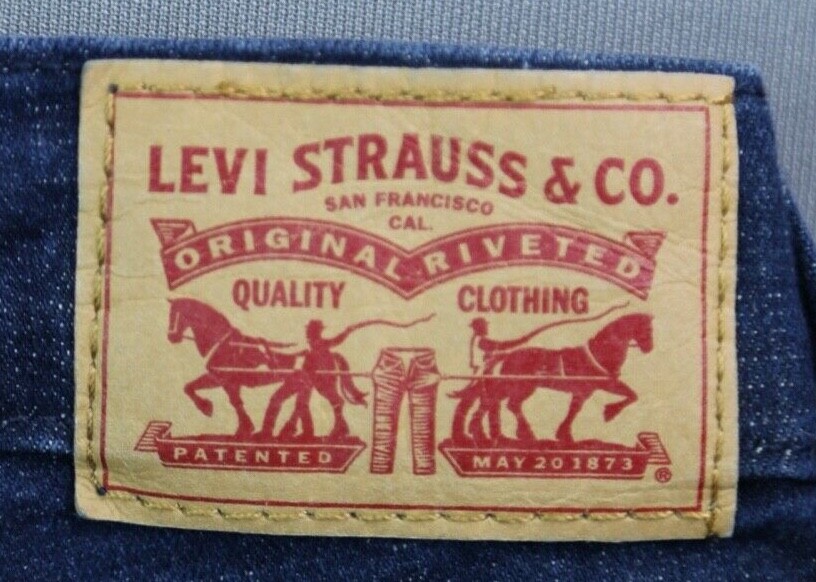 LEVI STRAUSS & CO.
SAN FRANCISCO
CAL.
ORIGINAL RIVETED
QUALITY CLOTHING
PATENTED MAY 20 1873 ®